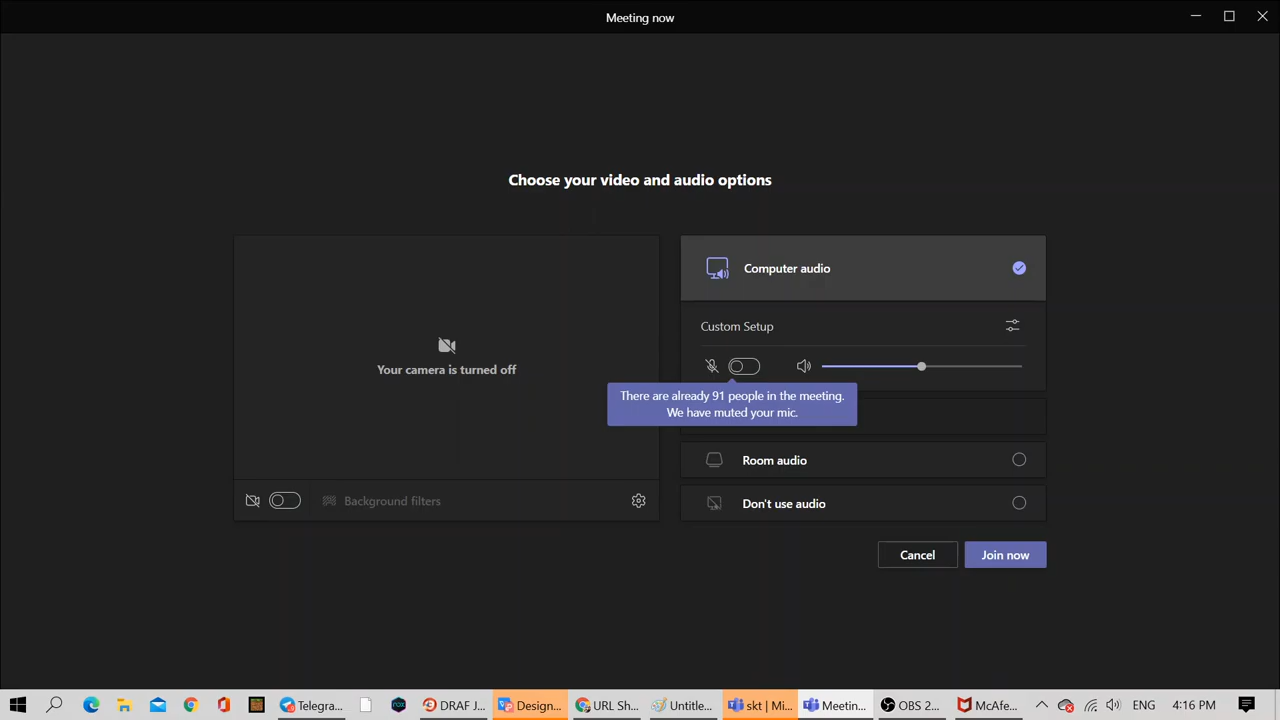 Meeting now
Choose your video and audio options
Computer audio
Custom Setup
Your camera is turned off
There are already 91 people in the meeting.
We have muted your mic.
Room audio
Background filters
Don't use audio
Cancel
Join now
Telegra...
DRAF J...
Design...
URL Sh...
Untitle...
skt | Mi...
Meetin...
OBS 2...
McAfe...
ENG
4:16 PM